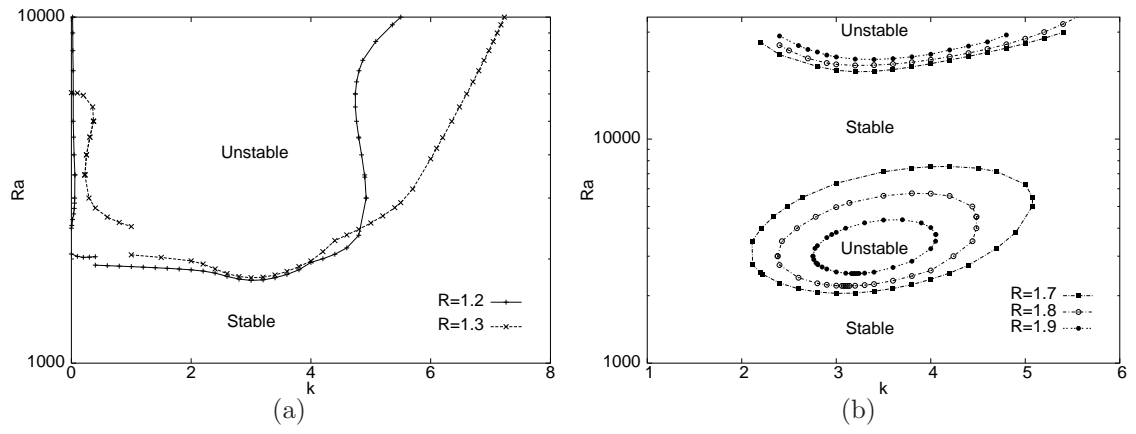 10000
Ra
1000
0
2
4
6
8
k
Unstable
Stable
R=1.2
R=1.3
(a)
10000
Ra
1000
1
2
3
4
5
6
k
Unstable
Stable
Unstable
Stable
R=1.7
R=1.8
R=1.9
(b)